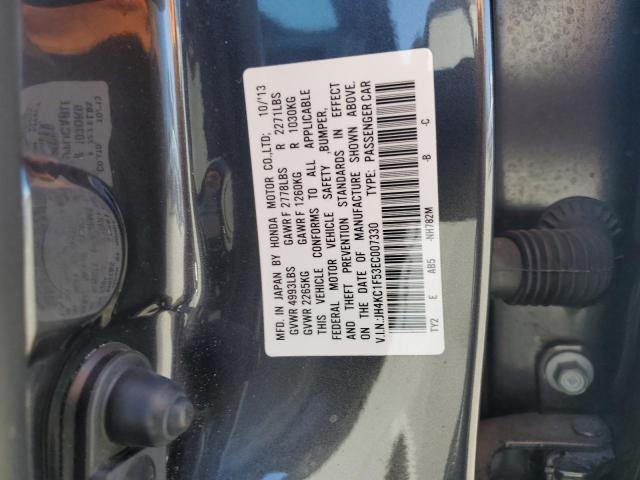 MFD. IN JAPAN BY HONDA MOTOR CO.,LTD; 10/'13
GVWR 4993LBS GAWR F 2778LBS R 2271LBS
GVWR 2265KG GAWR F 1260KG R 1030KG
THIS VEHICLE CONFORMS TO ALL APPLICABLE
FEDERAL MOTOR VEHICLE SAFETY, BUMPER,
AND THEFT PREVENTION STANDARDS IN EFFECT
ON THE DATE OF MANUFACTURE SHOWN ABOVE.
V.I.N.:JH4KC1F53EC007330 TYPE: PASSENGER CAR
TY2 E AB5 -NH782M -B -C